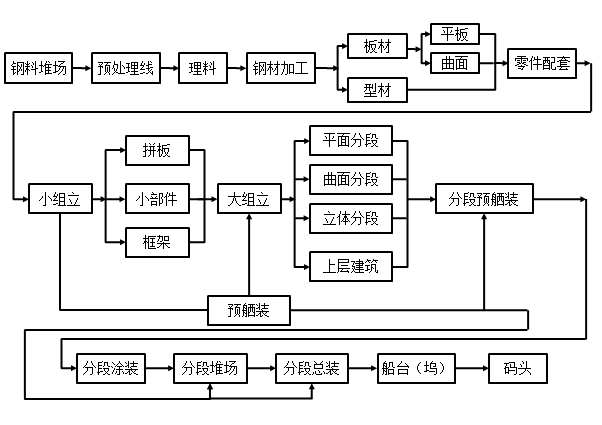 钢料堆场
预处理线
理料
钢材加工
板材
型材
平板
曲面
零件配套
小组立
拼板
小部件
框架
大组立
平面分段
曲面分段
立体分段
上层建筑
分段预舾装
预舾装
分段涂装
分段堆场
分段总装
船台（坞）
码头